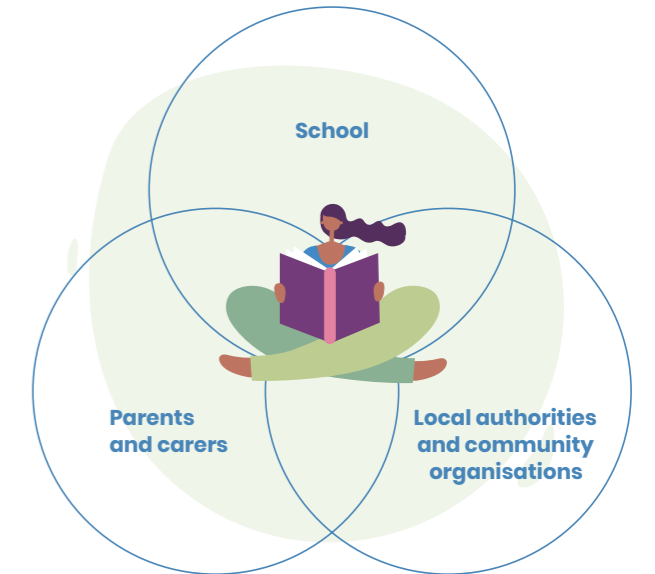 School
Parents
and carers
Local authorities
and community
organisations